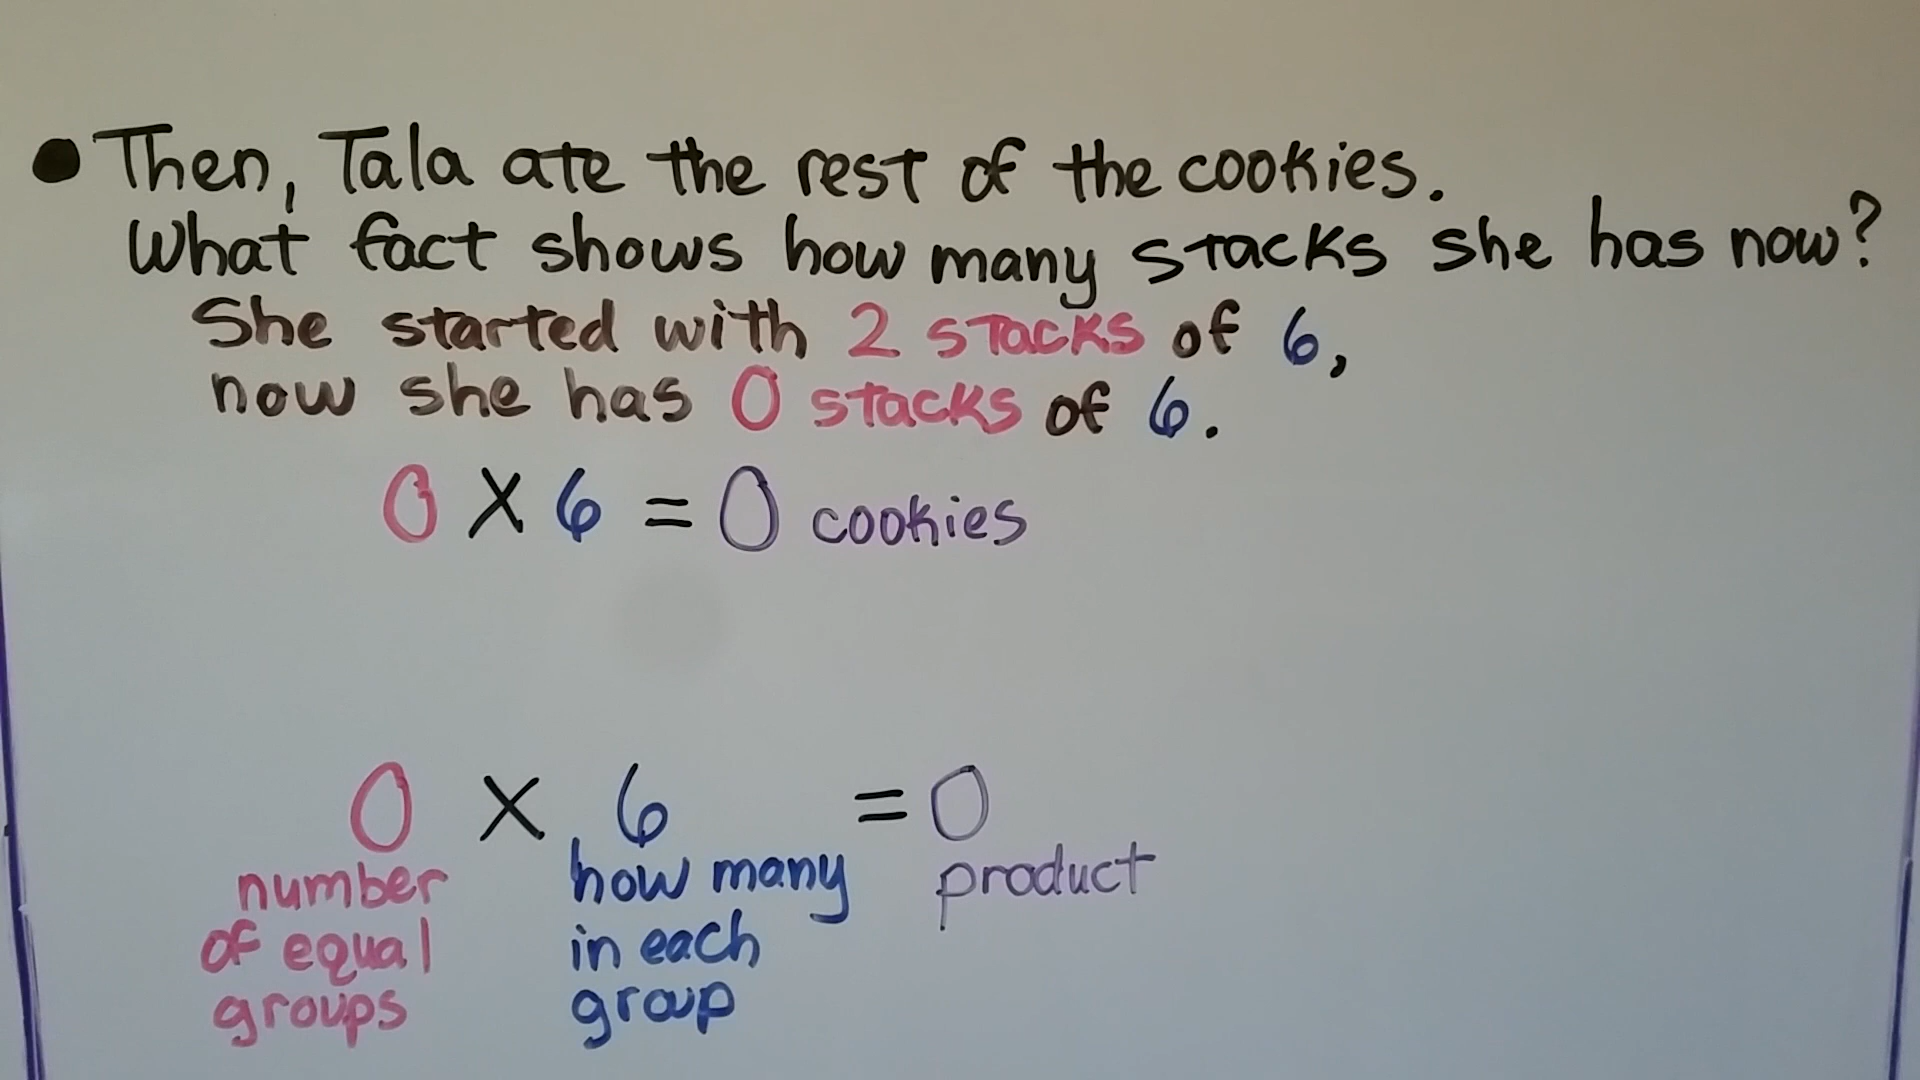 ● Then, Tala ate the rest of the cookies.
What fact shows how many stacks she has now?
She started with 2 stacks of 6,
now she has 0 stacks of 6.
0 × 6 = 0 cookies
0 × 6 = 0
number how many product
of equal in each
groups group